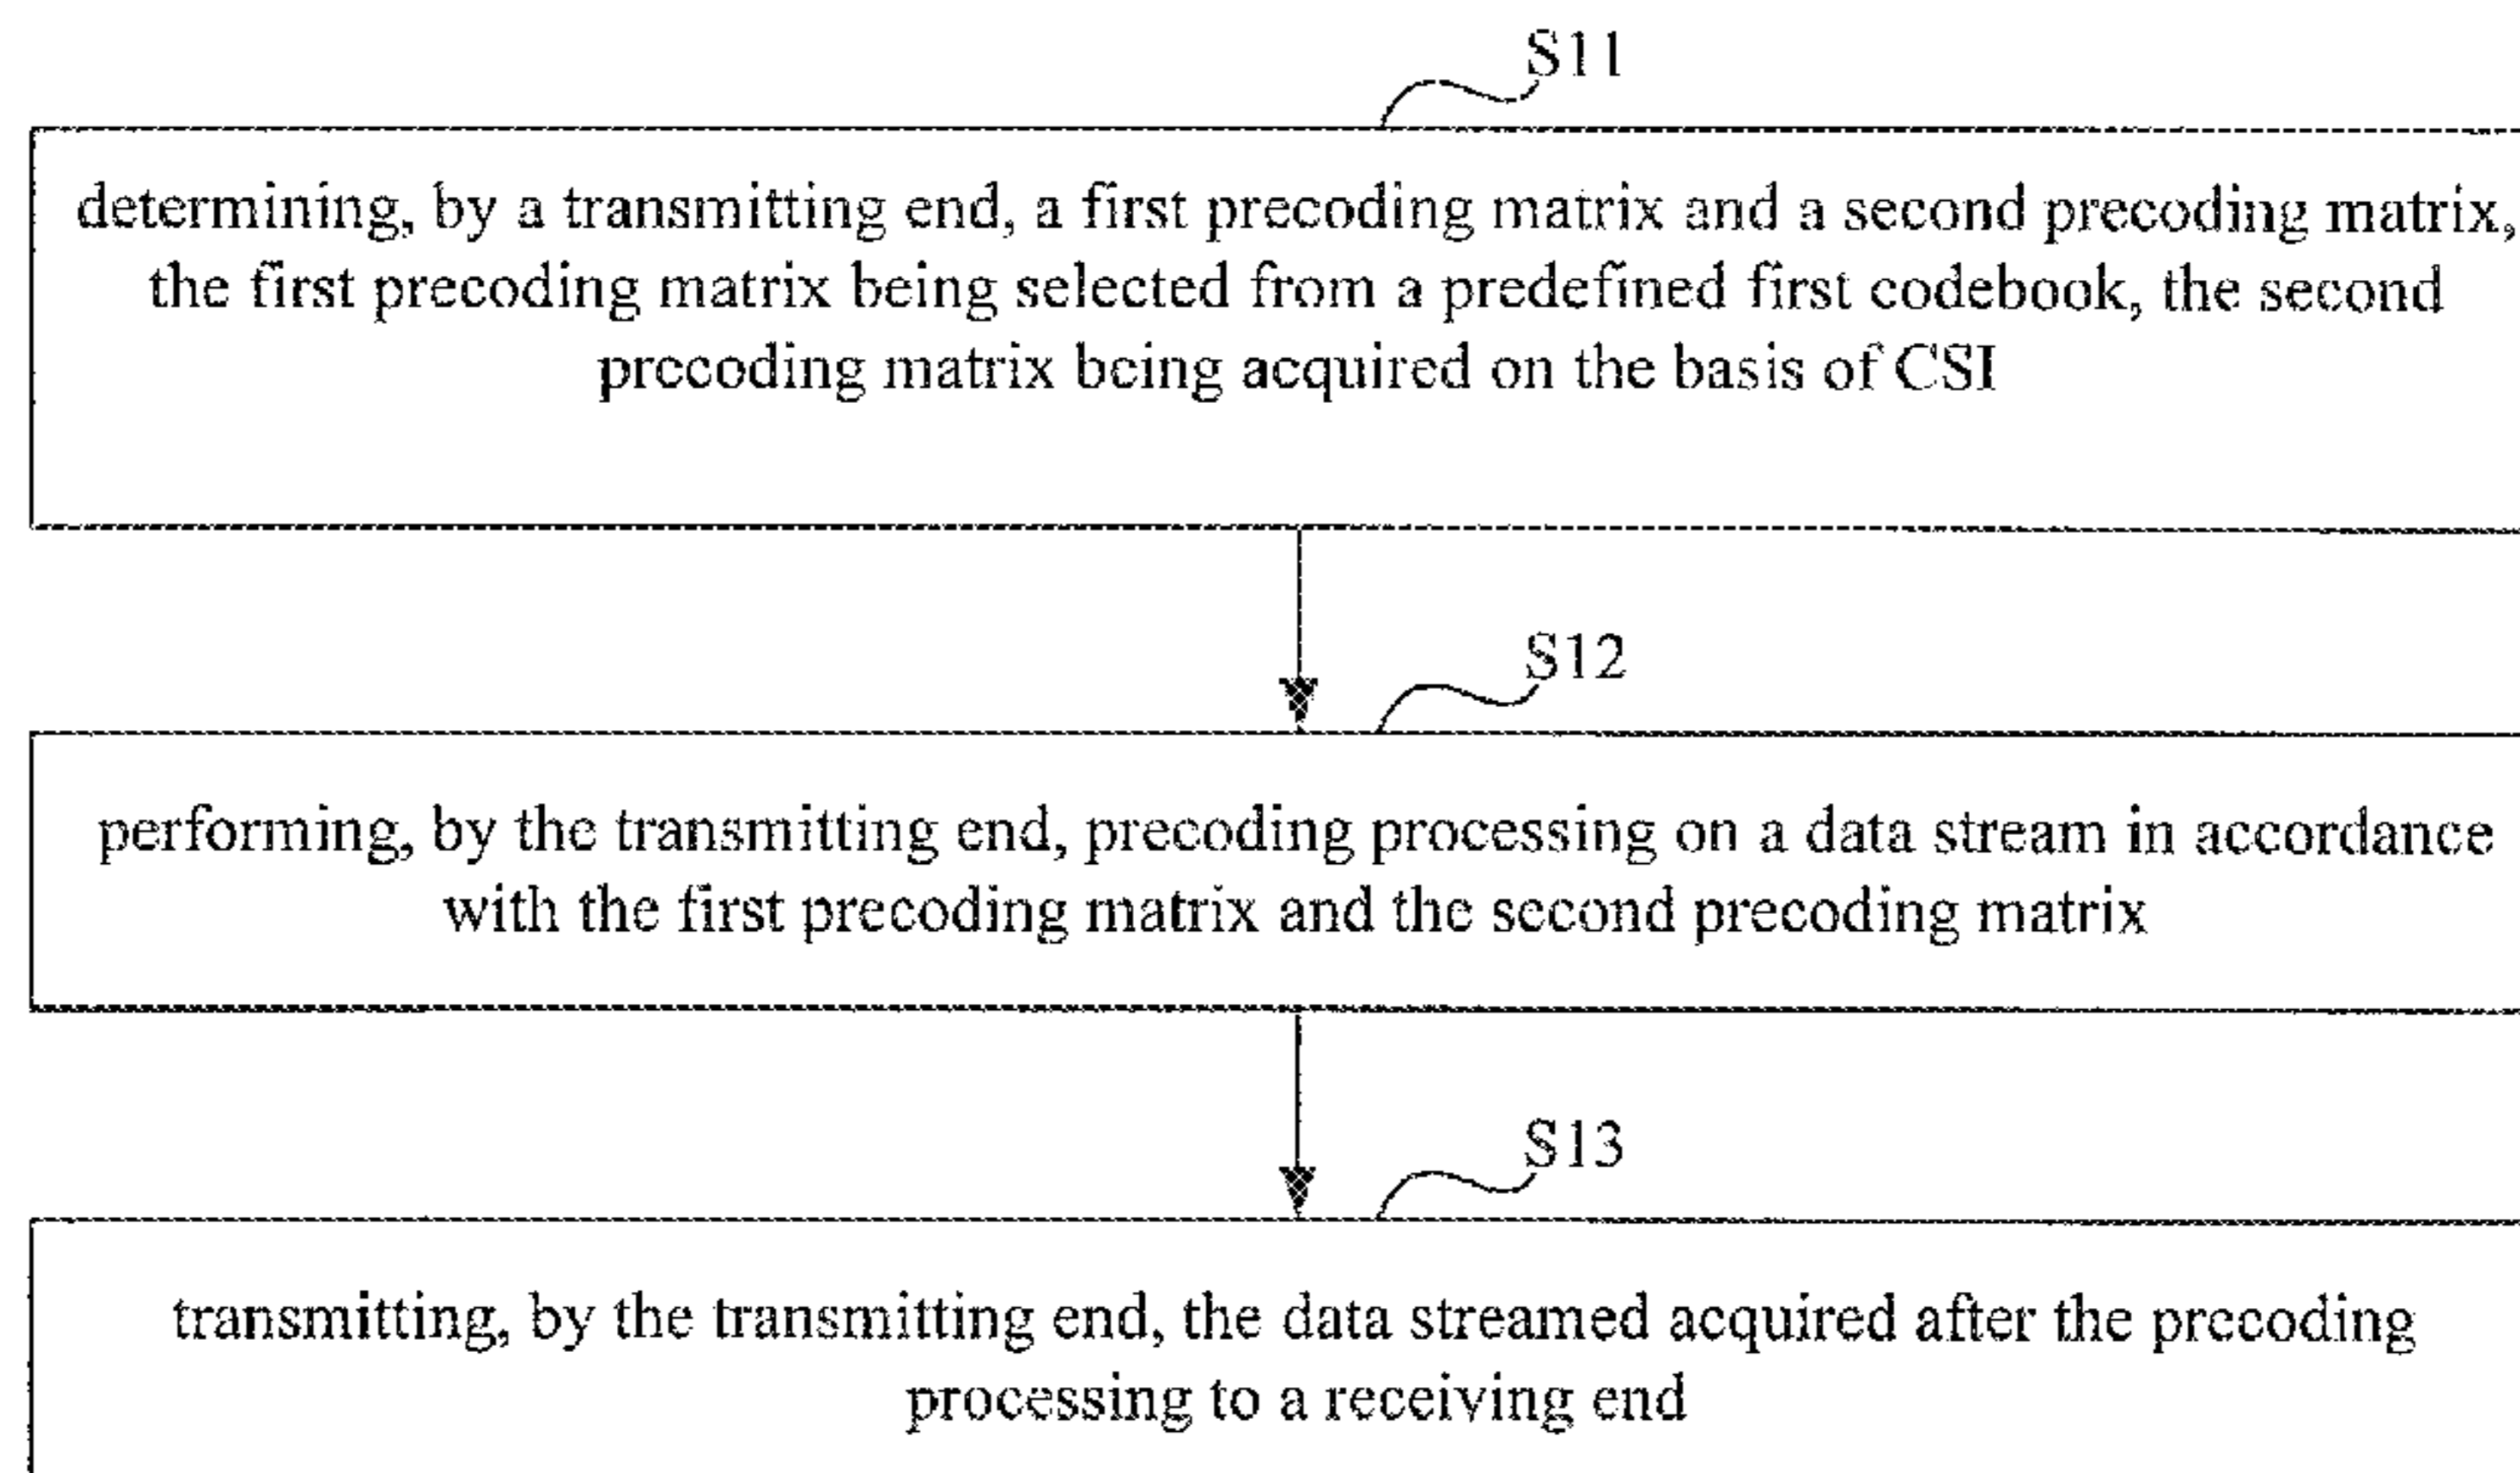 S11
determining, by a transmitting end, a first precoding matrix and a second precoding matrix,
the first precoding matrix being selected from a predefined first codebook, the second
precoding matrix being acquired on the basis of CSI
S12
performing, by the transmitting end, precoding processing on a data stream in accordance
with the first precoding matrix and the second precoding matrix
S13
transmitting, by the transmitting end, the data streamed acquired after the precoding
processing to a receiving end